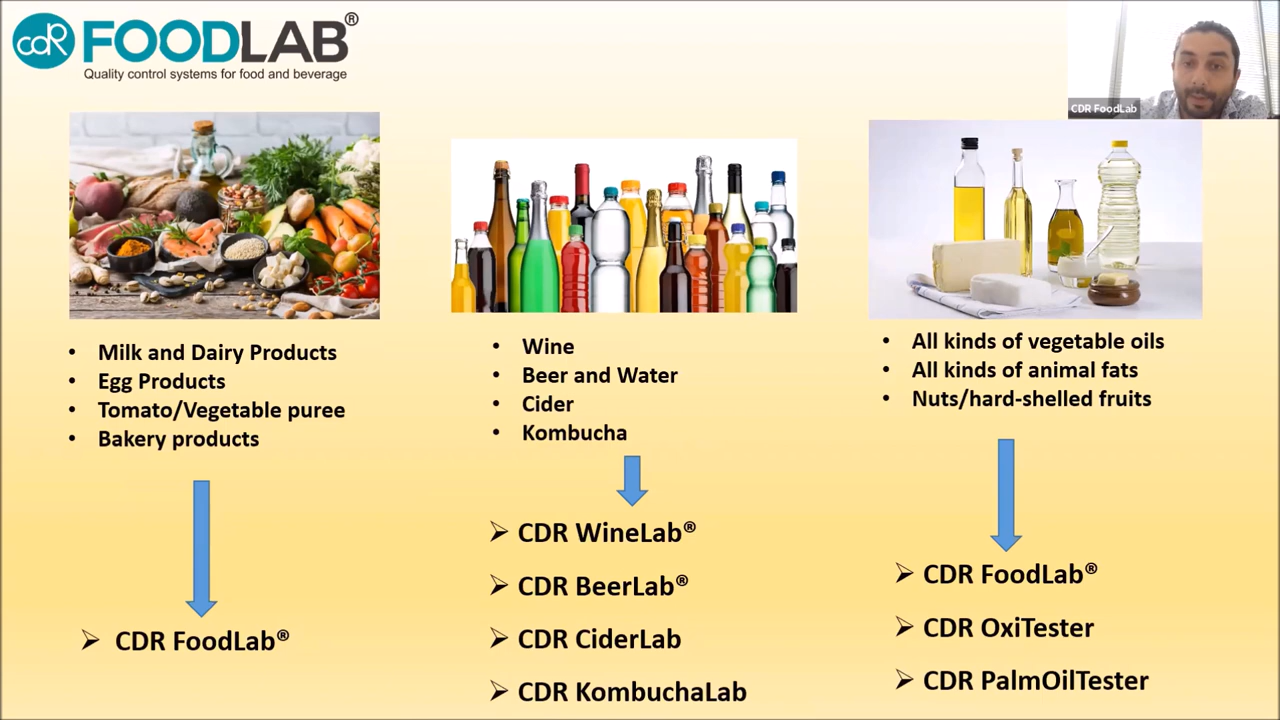 cdR FOODLAB®
Quality control systems for food and beverage
CDR FoodLab
• Milk and Dairy Products
• Egg Products
• Tomato/Vegetable puree
• Bakery products
➢ CDR FoodLab®
• Wine
• Beer and Water
• Cider
• Kombucha
➢ CDR WineLab®
➢ CDR BeerLab®
➢ CDR CiderLab
➢ CDR KombuchaLab
• All kinds of vegetable oils
• All kinds of animal fats
• Nuts/hard-shelled fruits
➢ CDR FoodLab®
➢ CDR OxiTester
➢ CDR PalmOilTester